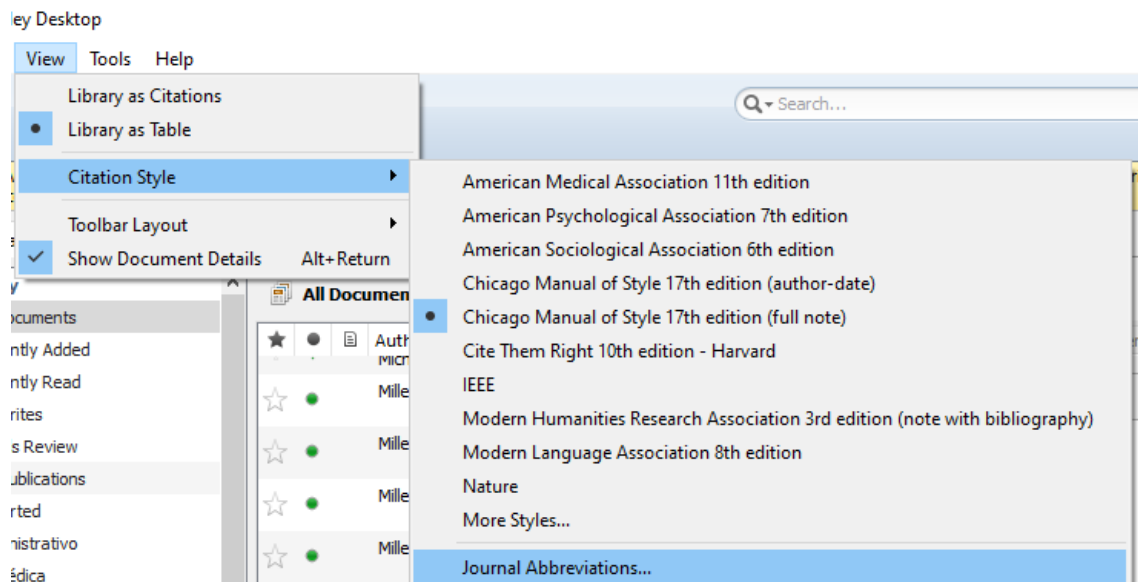 ley Desktop
View Tools Help
Library as Citations
Library as Table
Citation Style
Toolbar Layout
Show Document Details Alt+Return
Search...
American Medical Association 11th edition
American Psychological Association 7th edition
American Sociological Association 6th edition
Chicago Manual of Style 17th edition (author-date)
Chicago Manual of Style 17th edition (full note)
Cite Them Right 10th edition - Harvard
IEEE
Modern Humanities Research Association 3rd edition (note with bibliography)
Modern Language Association 8th edition
Nature
More Styles...
Journal Abbreviations...
ocuments
ntly Added
ntly Read
rites
s Review
ublications
rted
nistrativo
édica
All Documen
Auth
Mille
Mille
Mille
Mille